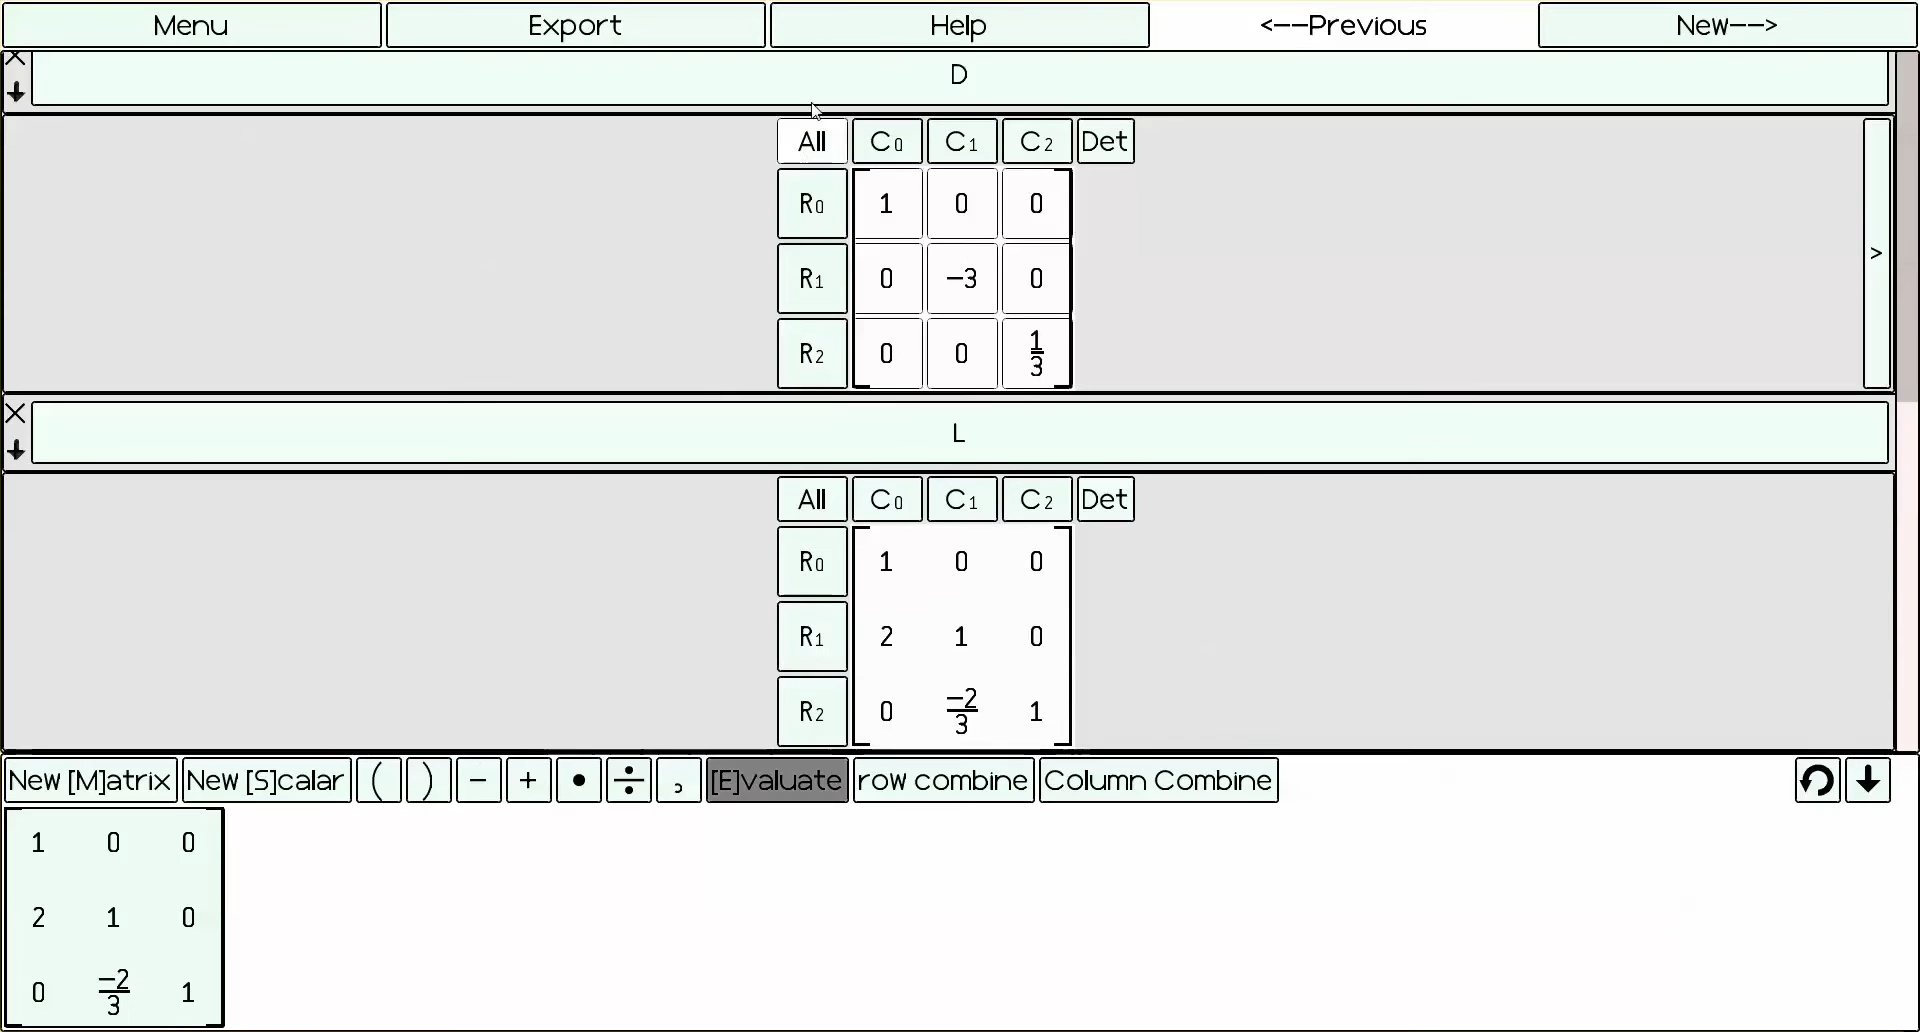 Menu Export Help <--Previous New-->
D
All C0 C1 C2 Det
R0 1 0 0
R1 0 −3 0
R2 0 0 1/3
>
L
All C0 C1 C2 Det
R0 1 0 0
R1 2 1 0
R2 0 −2/3 1
New [M]atrix New [S]calar ( ) − + • ÷ , [E]valuate row combine Column Combine
1 0 0
2 1 0
0 −2/3 1